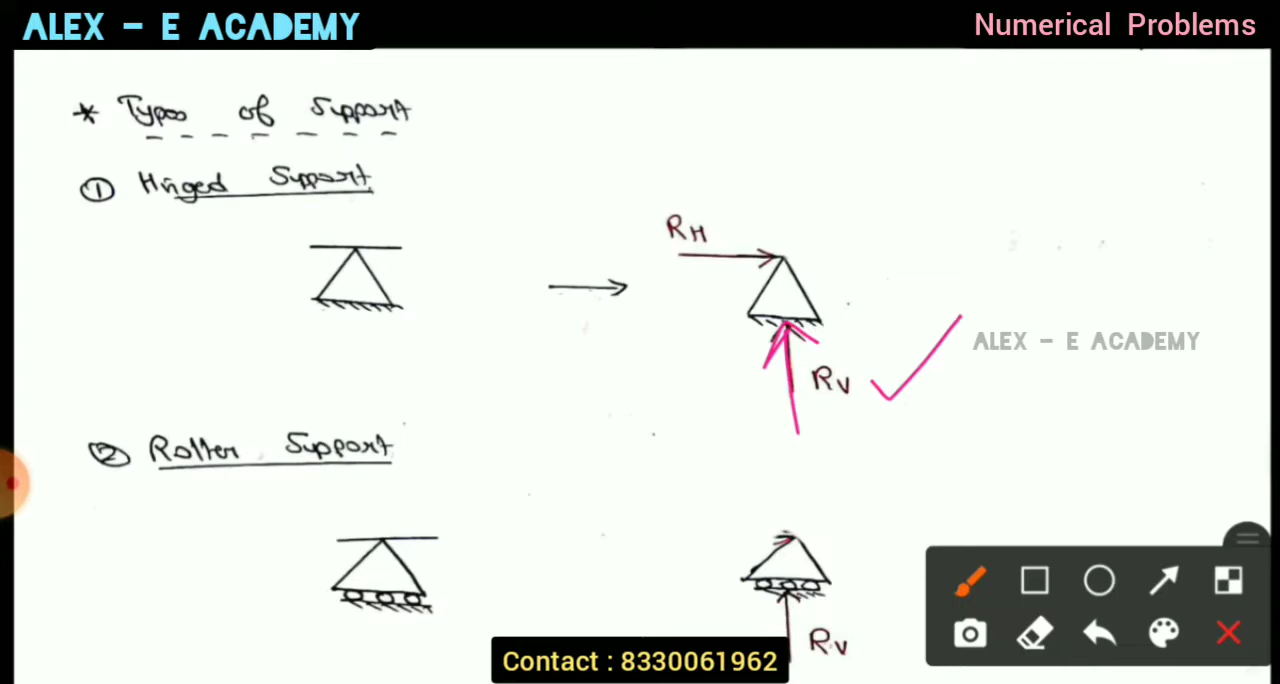 ALEX - E ACADEMY
Numerical Problems
* Types of Support
① Hinged Support
RH
ALEX - E ACADEMY
RV
② Roller Support
RV
Contact : 8330061962